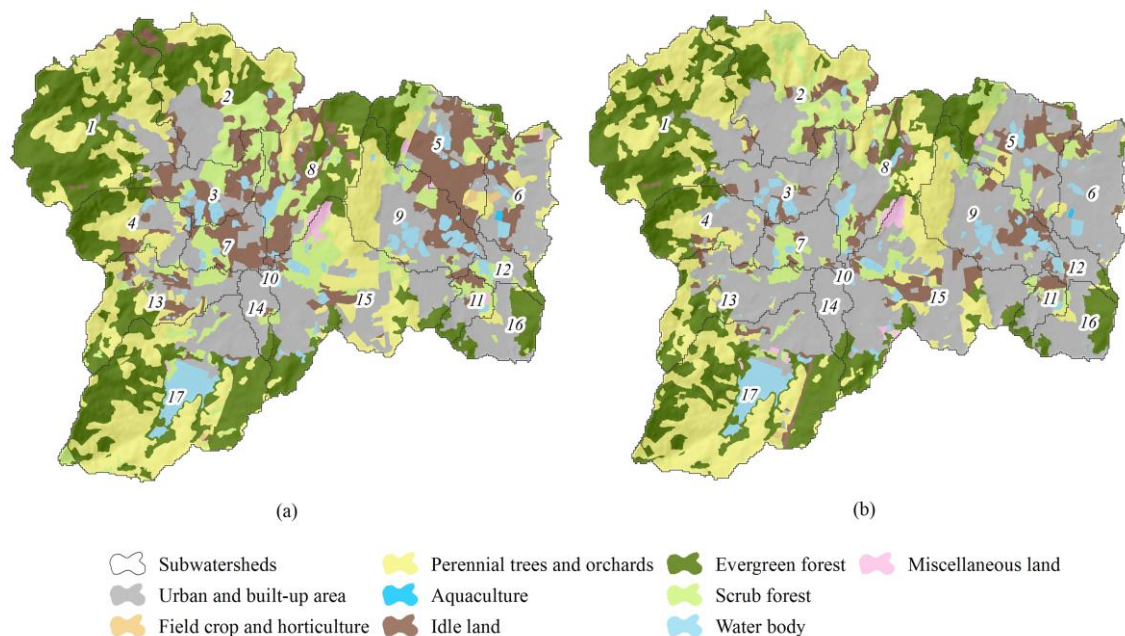 1
2
3
4
5
6
7
8
9
10
11
12
13
14
15
16
17
1
2
3
4
5
6
7
8
9
10
11
12
13
14
15
16
17
(a)
(b)
Subwatersheds
Perennial trees and orchards
Evergreen forest
Miscellaneous land
Urban and built-up area
Aquaculture
Scrub forest
Field crop and horticulture
Idle land
Water body